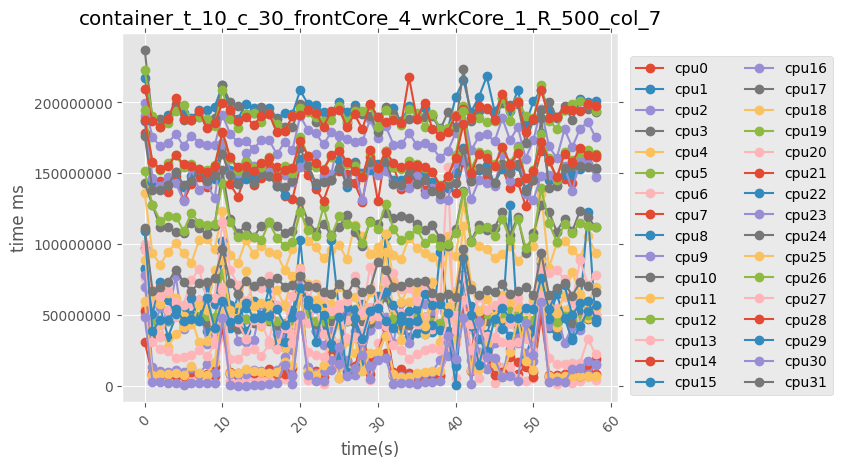 container_t_10_c_30_frontCore_4_wrkCore_1_R_500_col_7
time ms
200000000
150000000
100000000
50000000
0
0
10
20
30
40
50
60
time(s)
cpu0
cpu1
cpu2
cpu3
cpu4
cpu5
cpu6
cpu7
cpu8
cpu9
cpu10
cpu11
cpu12
cpu13
cpu14
cpu15
cpu16
cpu17
cpu18
cpu19
cpu20
cpu21
cpu22
cpu23
cpu24
cpu25
cpu26
cpu27
cpu28
cpu29
cpu30
cpu31